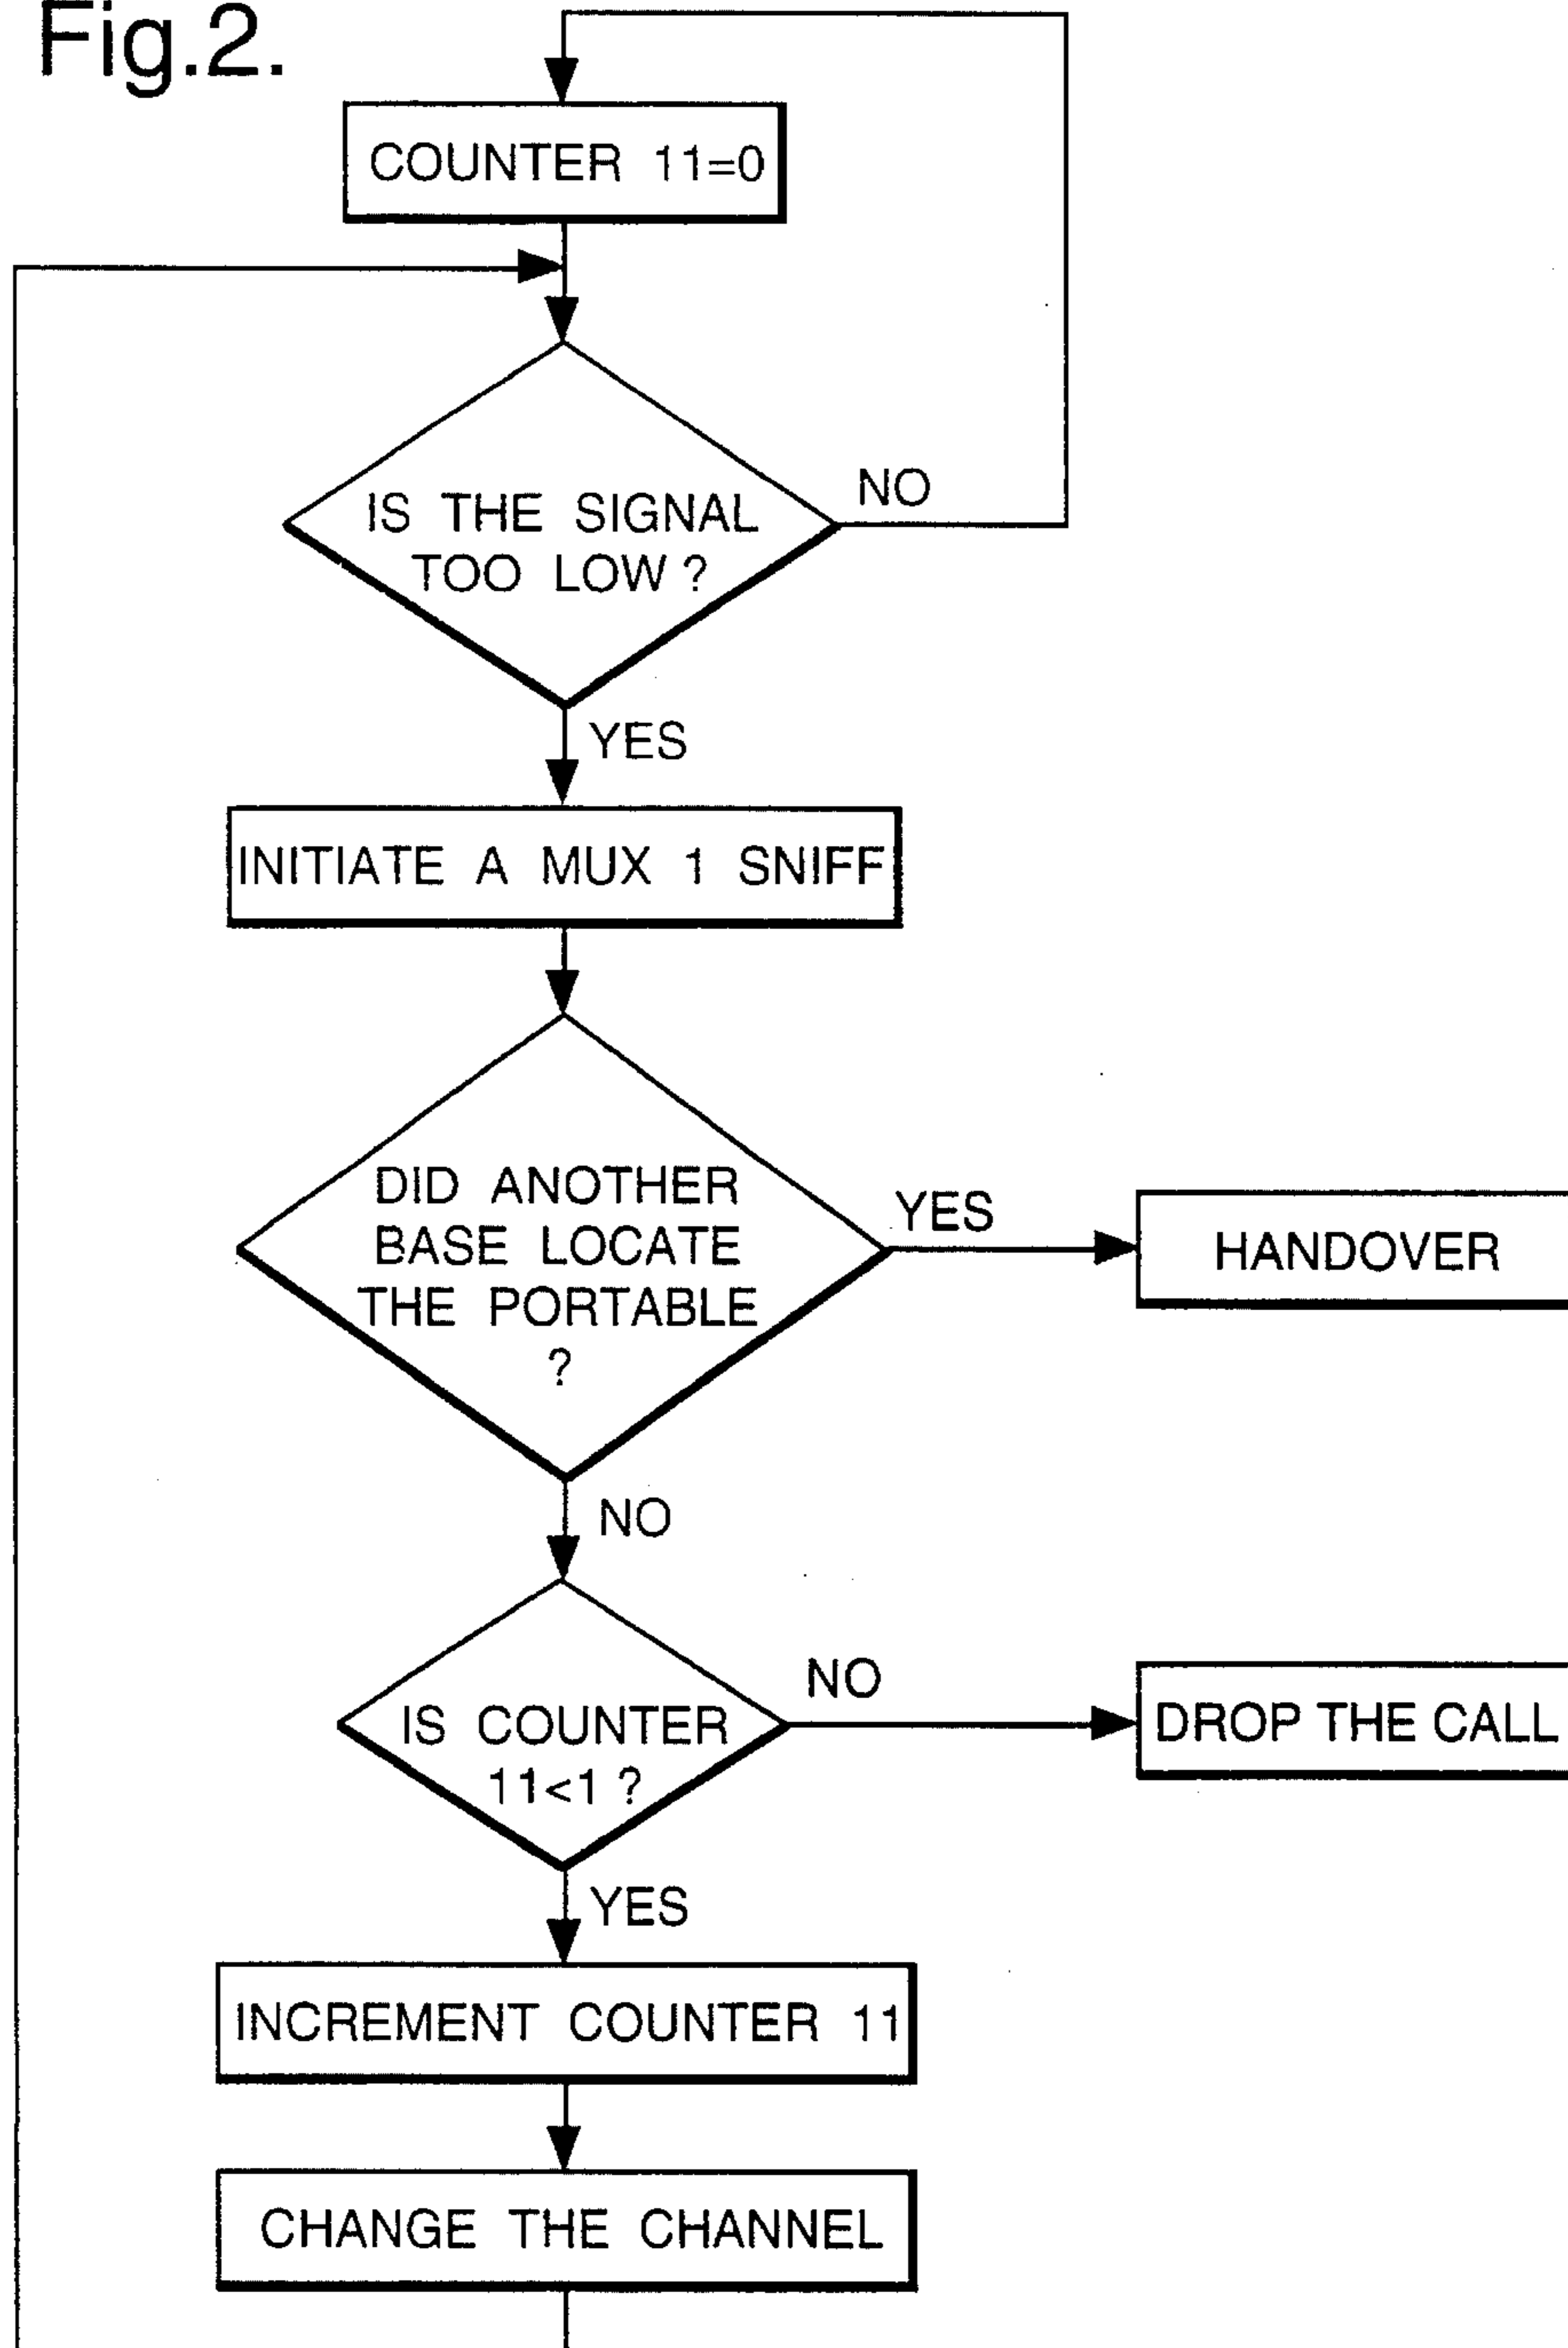 Fig.2.
COUNTER 11=0
IS THE SIGNAL
TOO LOW ?
NO
YES
INITIATE A MUX 1 SNIFF
DID ANOTHER
BASE LOCATE
THE PORTABLE
?
YES
HANDOVER
NO
IS COUNTER
11<1 ?
NO
DROP THE CALL
YES
INCREMENT COUNTER 11
CHANGE THE CHANNEL